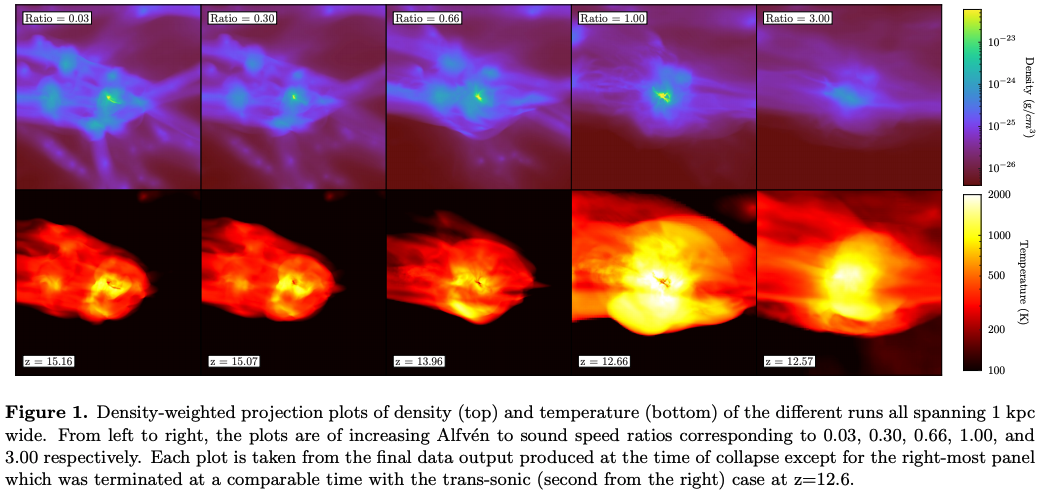 Ratio = 0.03
Ratio = 0.30
Ratio = 0.66
Ratio = 1.00
Ratio = 3.00
10⁻²³
10⁻²⁴
10⁻²⁵
10⁻²⁶
Density (g/cm³)
z = 15.16
z = 15.07
z = 13.96
z = 12.66
z = 12.57
2000
1000
500
200
100
Temperature (K)
Figure 1. Density-weighted projection plots of density (top) and temperature (bottom) of the different runs all spanning 1 kpc
wide. From left to right, the plots are of increasing Alfvén to sound speed ratios corresponding to 0.03, 0.30, 0.66, 1.00, and
3.00 respectively. Each plot is taken from the final data output produced at the time of collapse except for the right-most panel
which was terminated at a comparable time with the trans-sonic (second from the right) case at z=12.6.